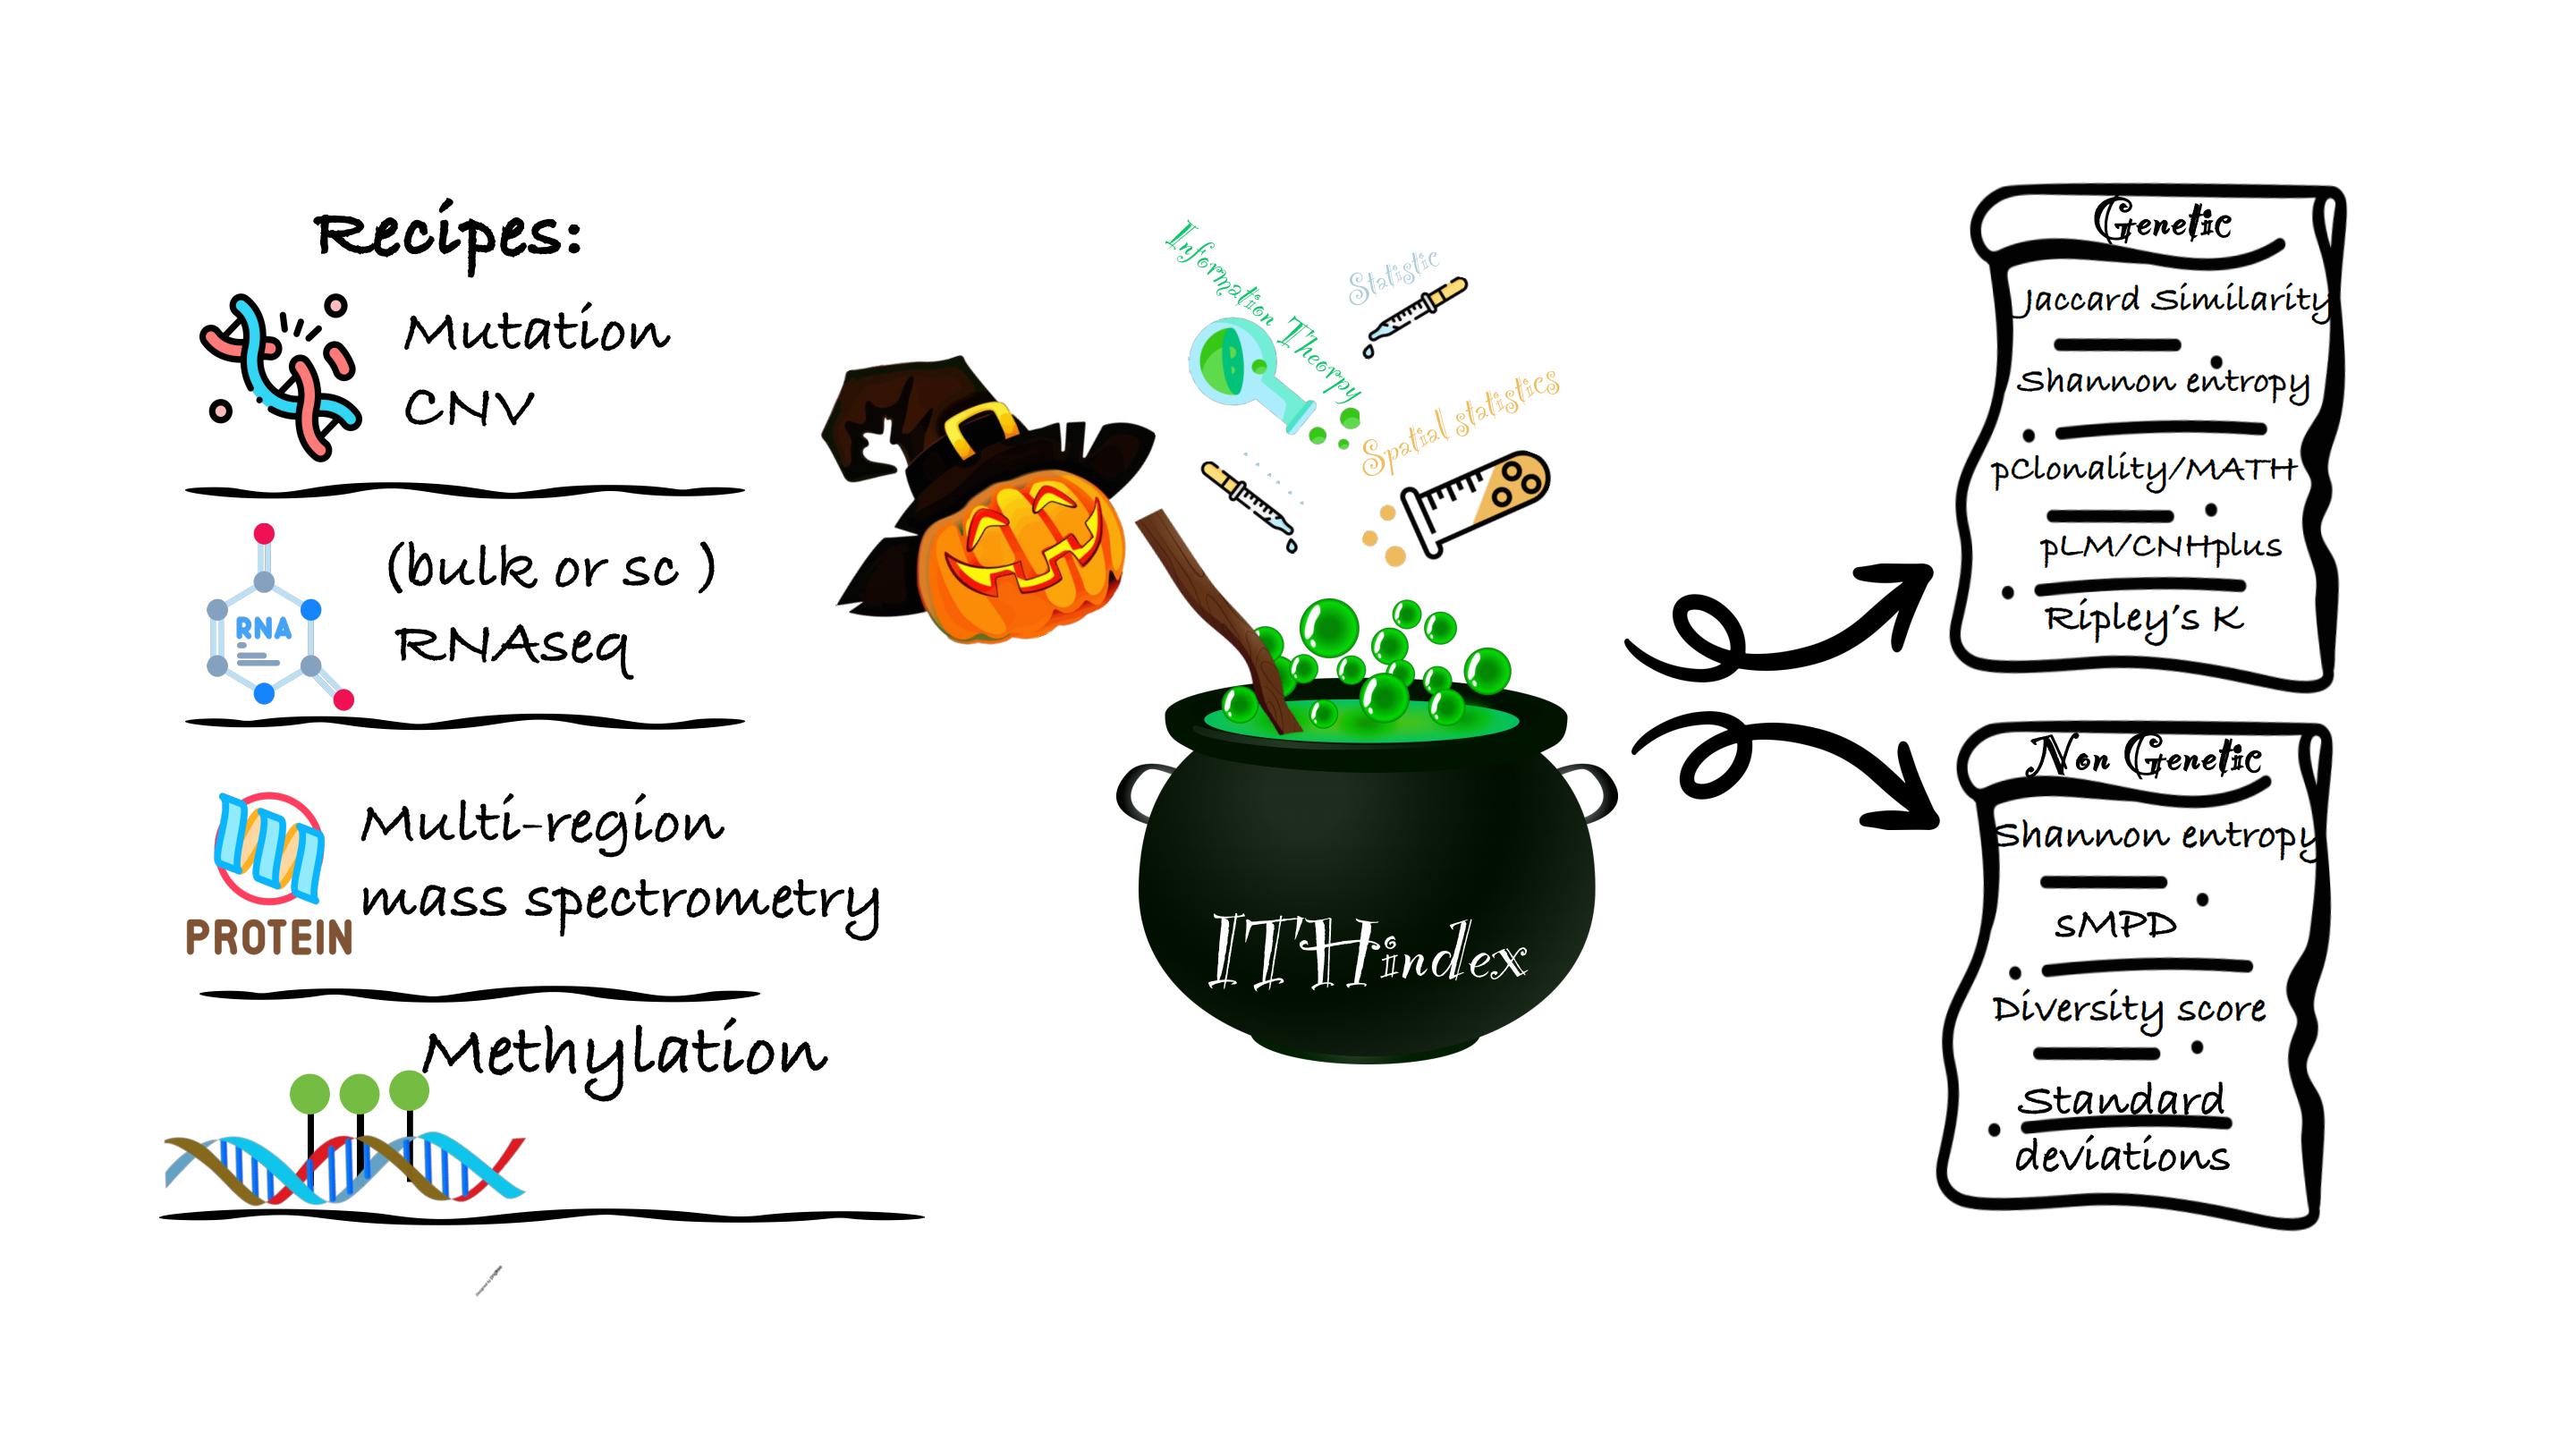 Recipes:
Mutation
CNV
(bulk or sc )
RNA
RNAseq
Multi-region
mass spectrometry
PROTEIN
Methylation
Information Theorpy
Statistic
Spatial statistics
ITHindex
Genetic
Jaccard Similarity
Shannon entropy
pClonality/MATH
pLM/CNHplus
Ripley's K
Non Genetic
Shannon entropy
sMPD
Diversity score
Standard
deviations